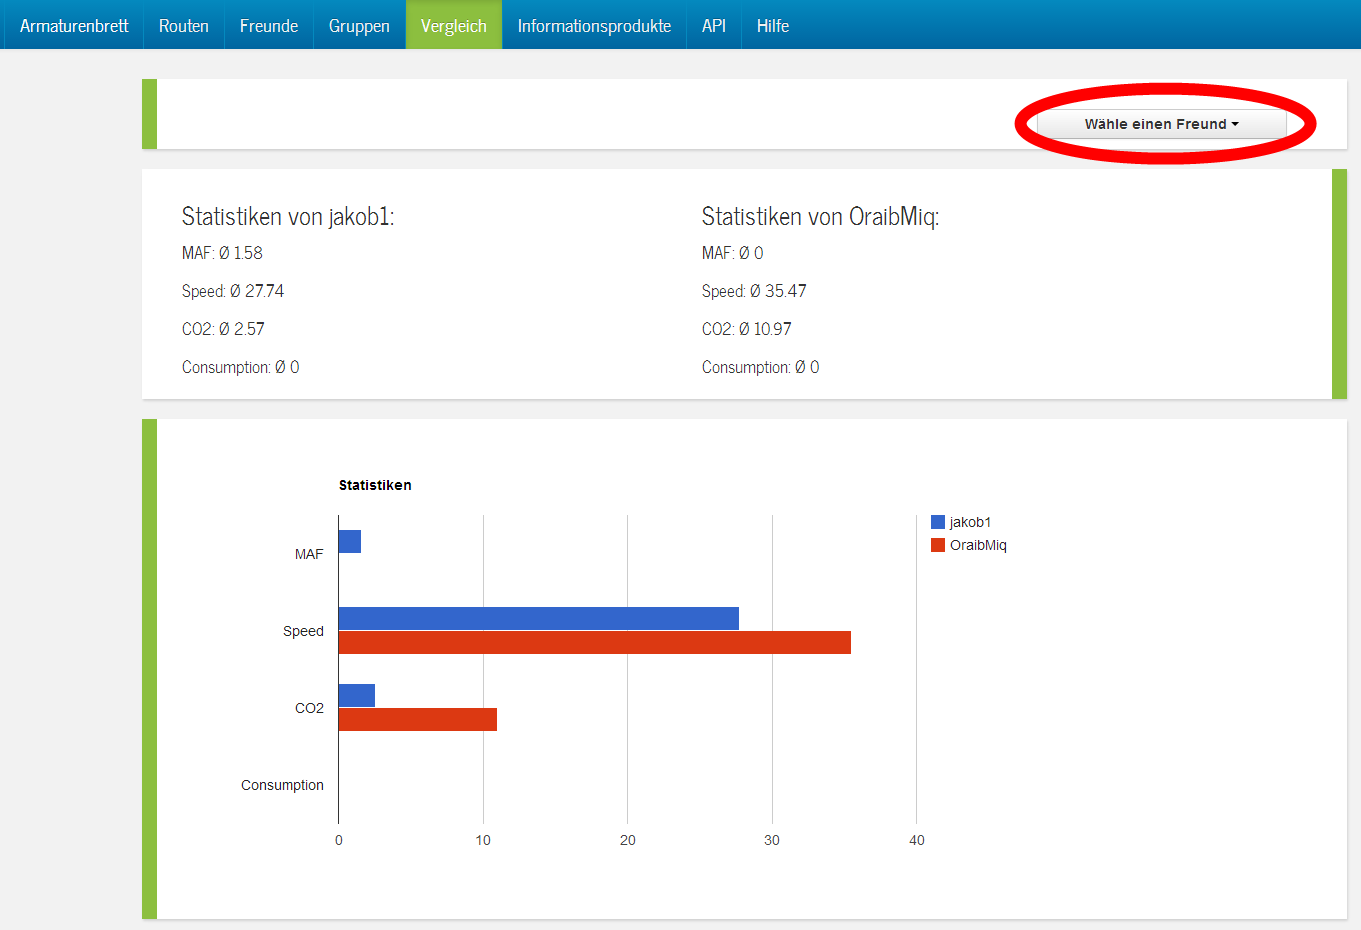 Armaturenbrett Routen Freunde Gruppen Vergleich Informationsprodukte API Hilfe
Wähle einen Freund
Statistiken von jakob1:
MAF: Ø 1.58
Speed: Ø 27.74
CO2: Ø 2.57
Consumption: Ø 0
Statistiken von OraibMiq:
MAF: Ø 0
Speed: Ø 35.47
CO2: Ø 10.97
Consumption: Ø 0
Statistiken
jakob1
OraibMiq
MAF
Speed
CO2
Consumption
0 10 20 30 40